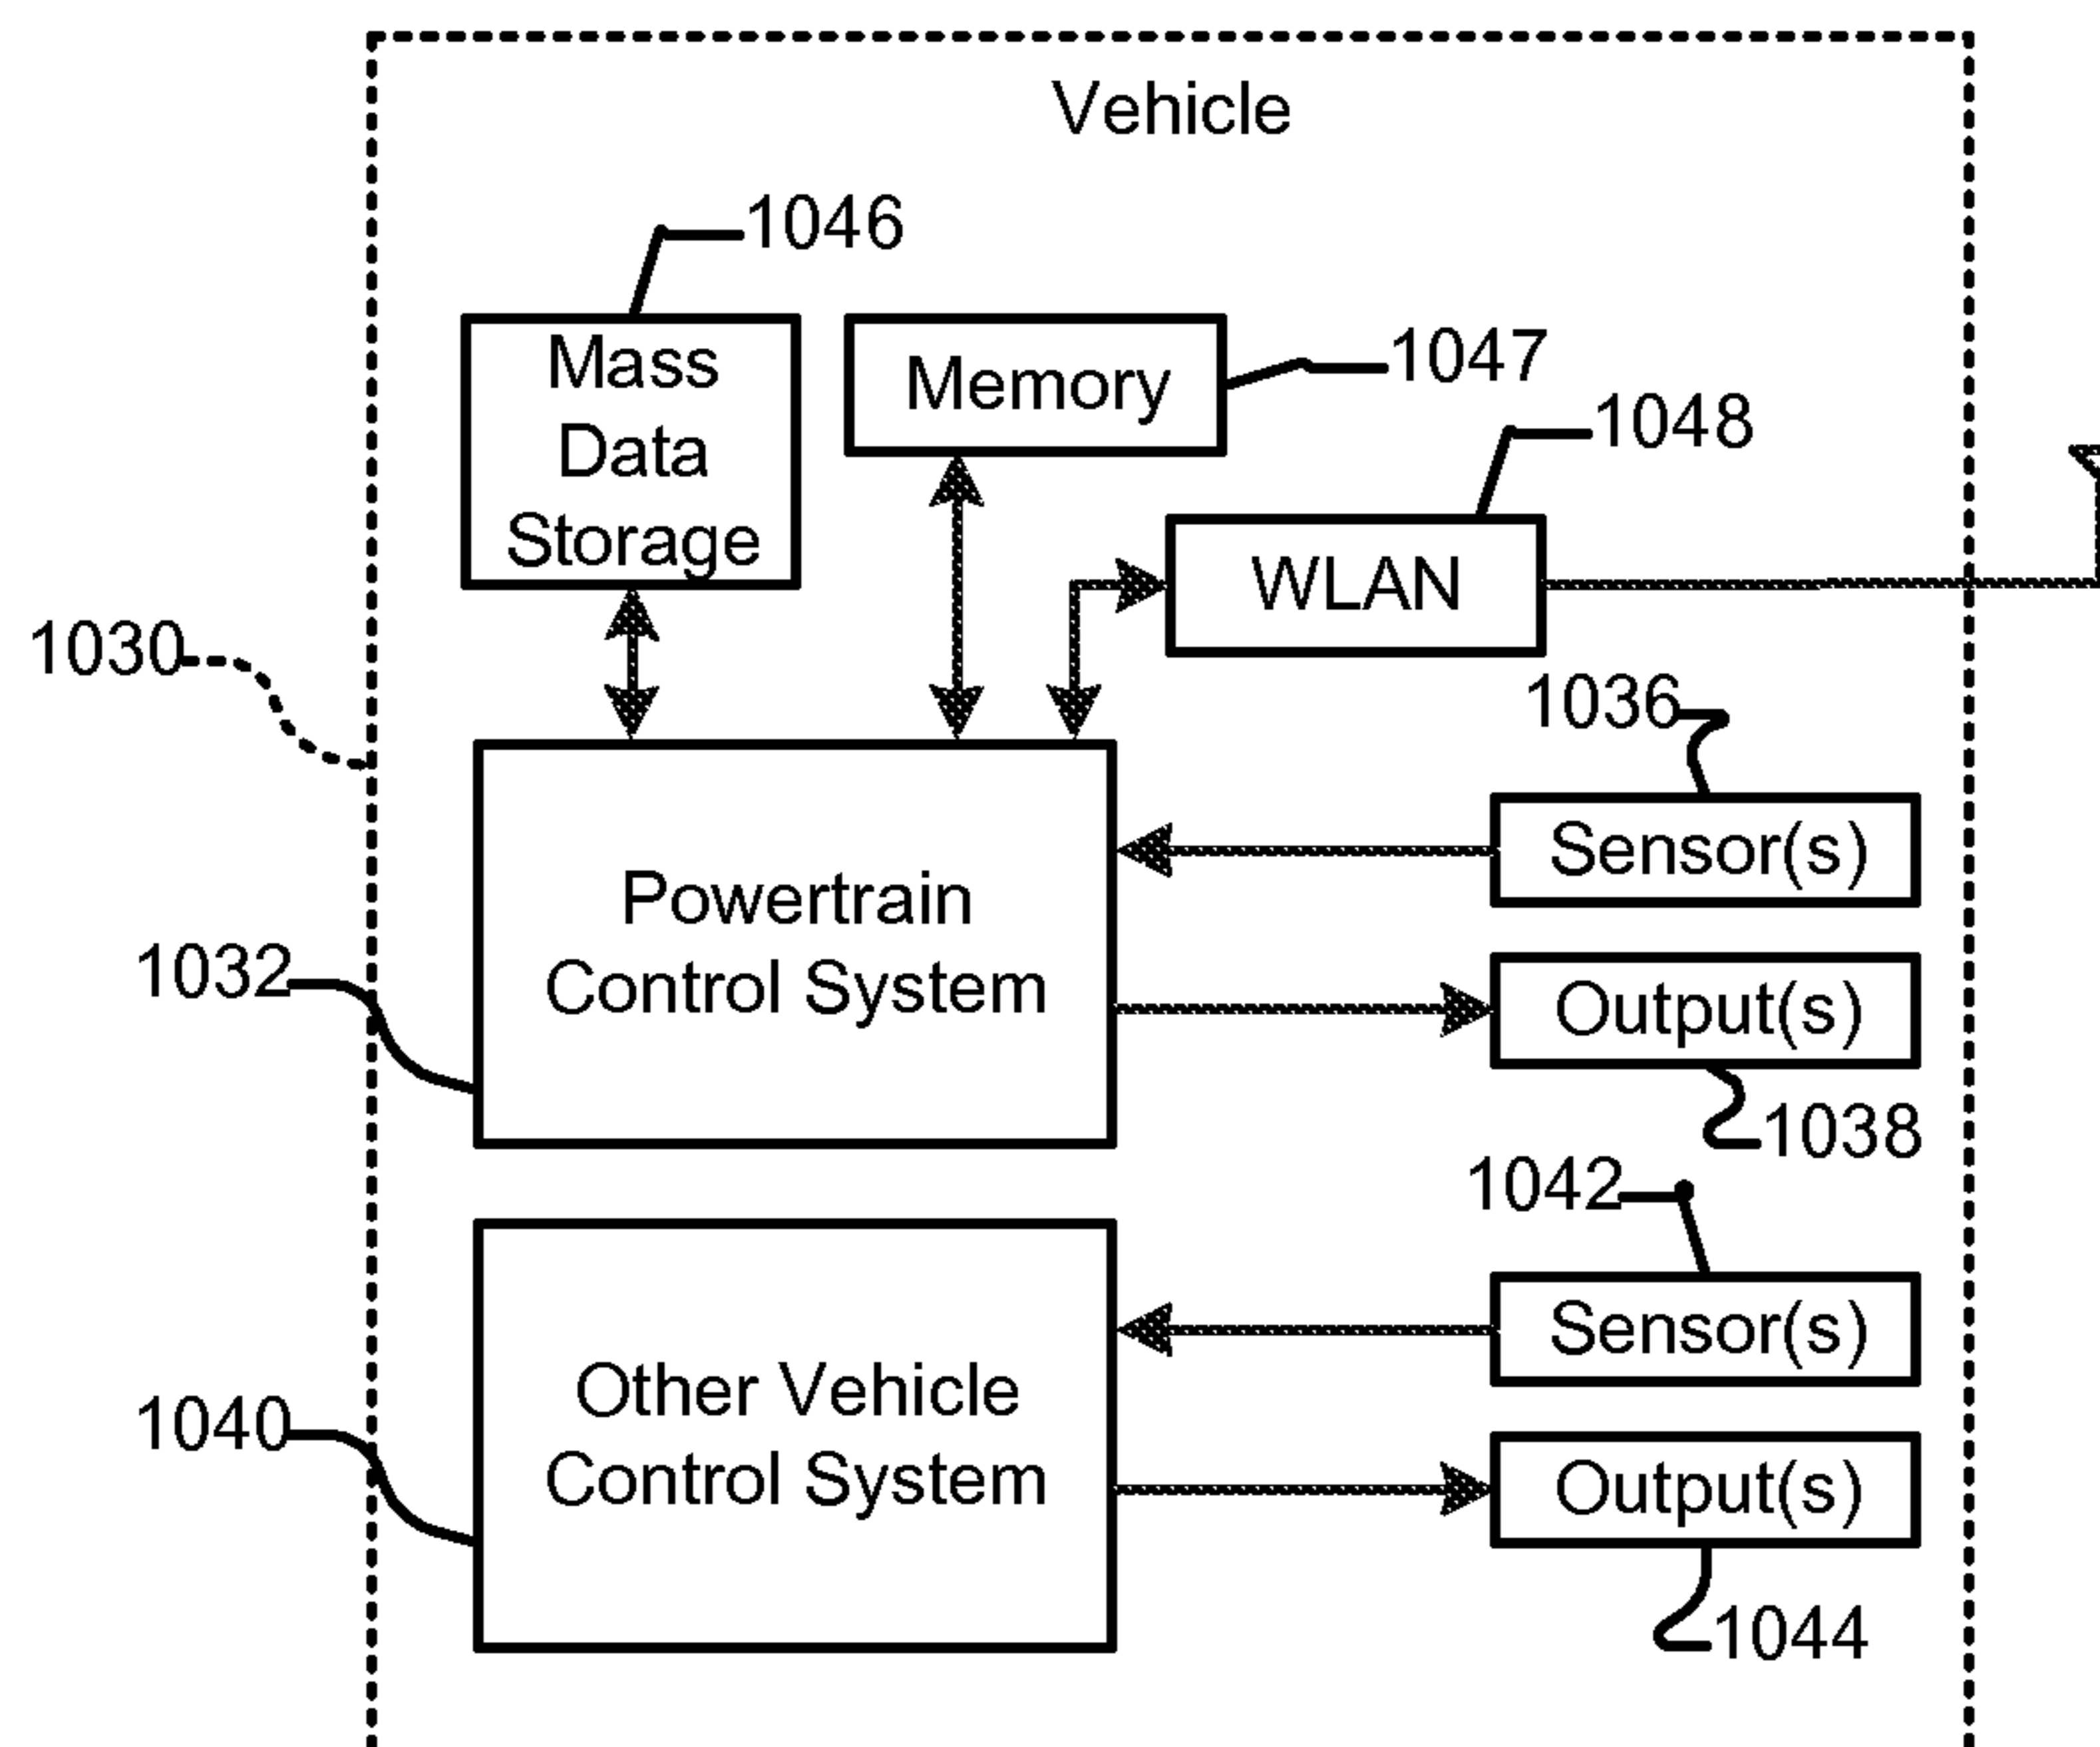 Vehicle
1046
Mass
Data
Storage
Memory
1047
1048
WLAN
1030
1036
Sensor(s)
Powertrain
Control System
1032
Output(s)
1038
1042
Sensor(s)
Other Vehicle
Control System
1040
Output(s)
1044